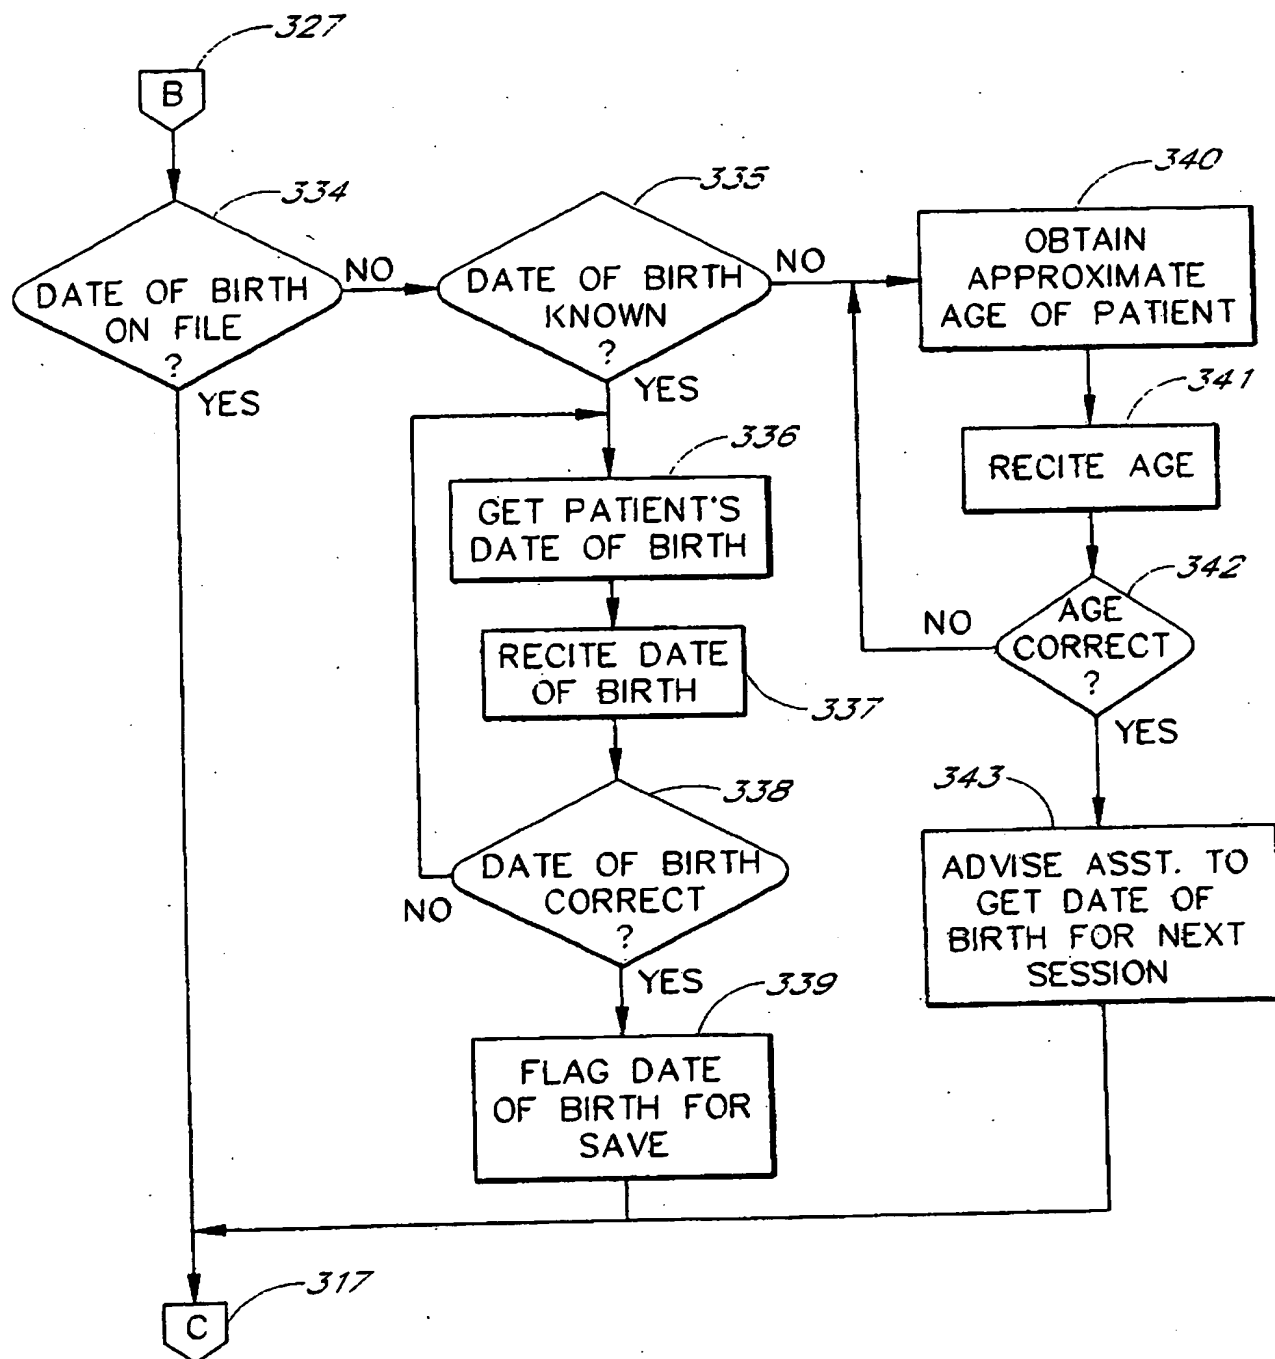 327
B
334
DATE OF BIRTH
ON FILE
?
NO
YES
335
DATE OF BIRTH
KNOWN
?
NO
YES
340
OBTAIN
APPROXIMATE
AGE OF PATIENT
341
RECITE AGE
342
AGE
CORRECT
?
NO
YES
336
GET PATIENT'S
DATE OF BIRTH
RECITE DATE
OF BIRTH
337
338
DATE OF BIRTH
CORRECT
?
NO
YES
339
FLAG DATE
OF BIRTH FOR
SAVE
343
ADVISE ASST. TO
GET DATE OF
BIRTH FOR NEXT
SESSION
317
C